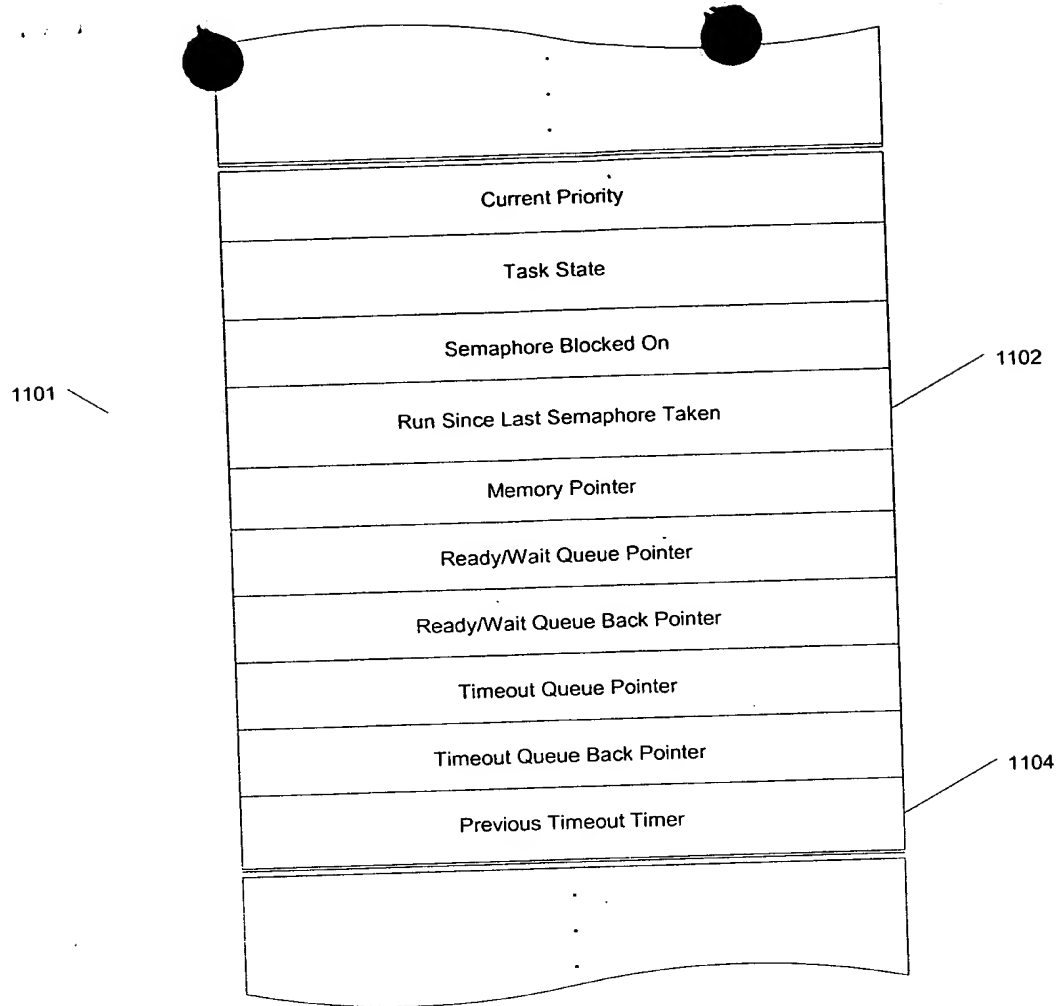 Current Priority
Task State
Semaphore Blocked On
1102
1101
Run Since Last Semaphore Taken
Memory Pointer
Ready/Wait Queue Pointer
Ready/Wait Queue Back Pointer
Timeout Queue Pointer
Timeout Queue Back Pointer
1104
Previous Timeout Timer